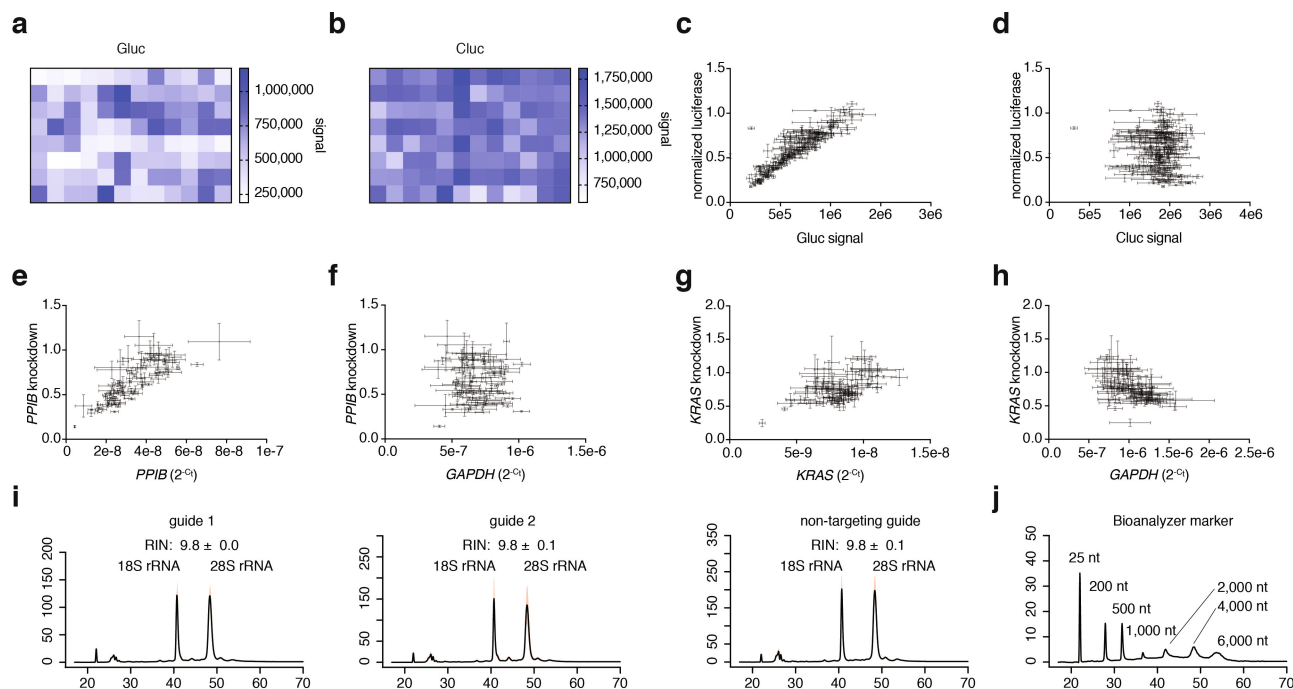 a
Gluc
1,000,000
750,000
500,000
250,000
signal
b
Cluc
1,750,000
1,500,000
1,250,000
1,000,000
750,000
signal
c
normalized luciferase
1.5
1.0
0.5
0.0
0 5e5 1e6 2e6 3e6
Gluc signal
d
normalized luciferase
1.5
1.0
0.5
0.0
0 5e5 1e6 2e6 3e6 4e6
Cluc signal
e
PPIB knockdown
1.5
1.0
0.5
0.0
0 2e-8 4e-8 6e-8 8e-8 1e-7
PPIB (2-Ct)
f
PPIB knockdown
1.5
1.0
0.5
0.0
0.0 5e-7 1e-6 1.5e-6
GAPDH (2-Ct)
g
KRAS knockdown
2.0
1.5
1.0
0.5
0.0
0.0 5e-9 1e-8 1.5e-8
KRAS (2-Ct)
h
KRAS knockdown
2.0
1.5
1.0
0.5
0.0
0.0 5e-7 1e-6 1.5e-6 2.0e-6 2.5e-6
GAPDH (2-Ct)
i
guide 1
RIN: 9.8 ± 0.0
18S rRNA 28S rRNA
200
150
100
50
0
20 30 40 50 60 70
guide 2
RIN: 9.8 ± 0.1
18S rRNA 28S rRNA
300
200
150
100
50
0
20 30 40 50 60 70
non-targeting guide
RIN: 9.8 ± 0.1
18S rRNA 28S rRNA
350
300
250
200
150
100
50
0
20 30 40 50 60 70
j
Bioanalyzer marker
50
40
30
20
10
0
25 nt
200 nt
500 nt
1,000 nt
2,000 nt
4,000 nt
6,000 nt
20 30 40 50 60 70